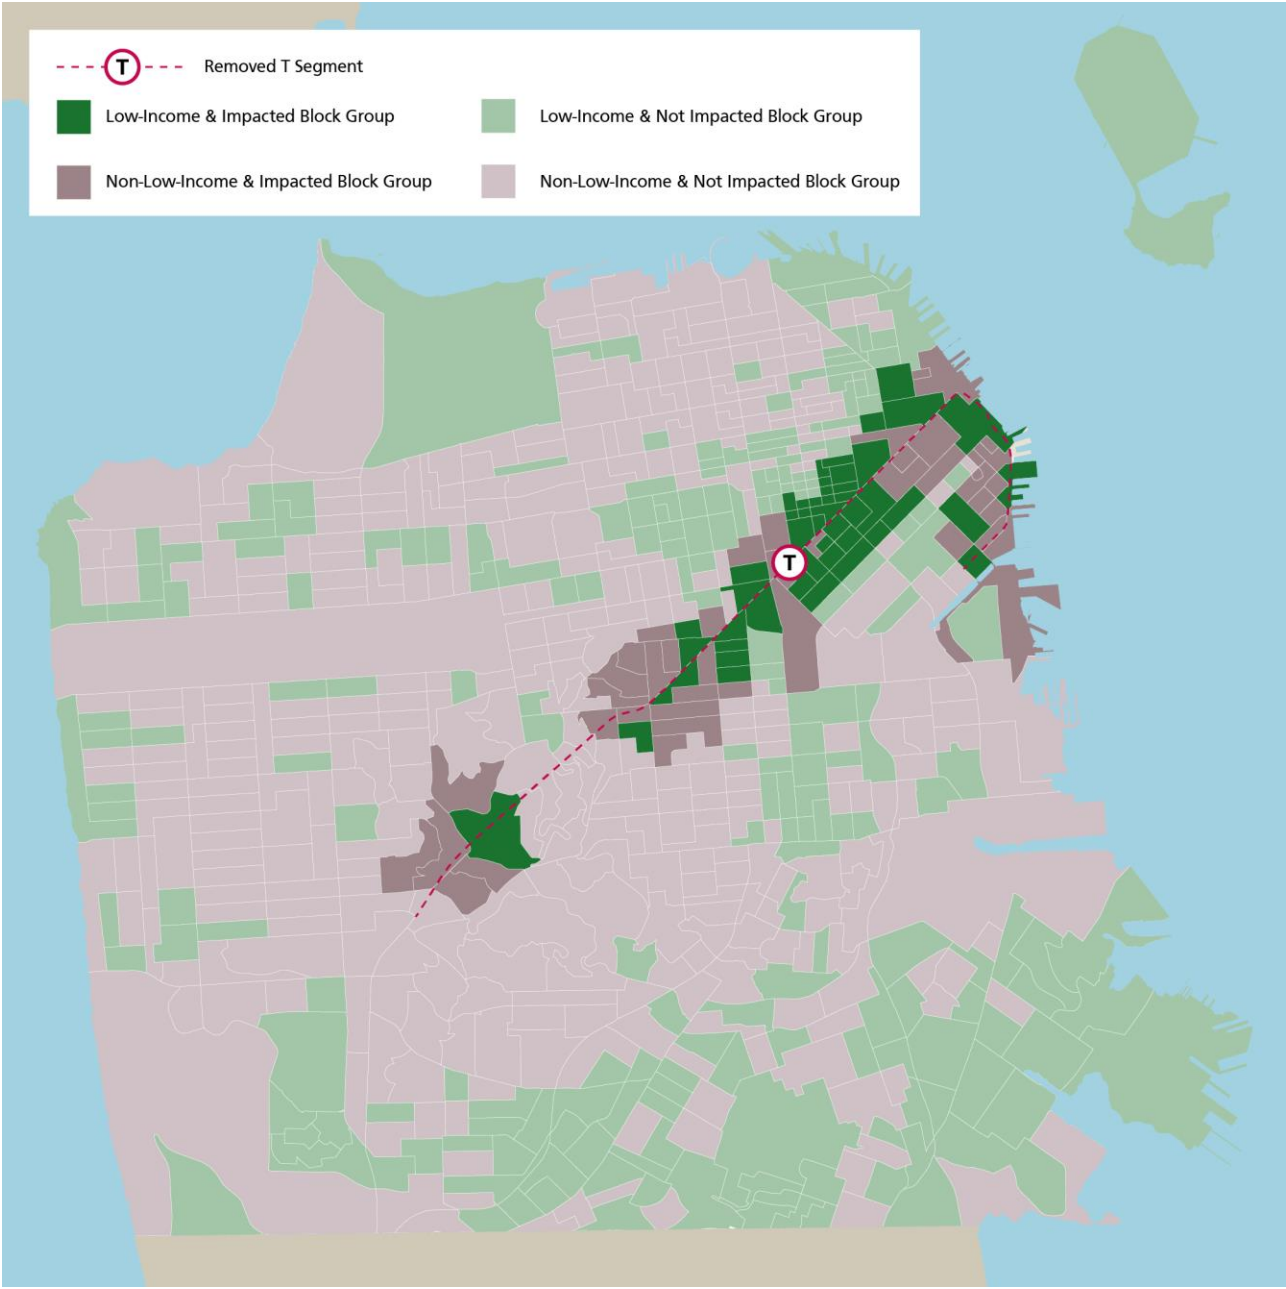 T Removed T Segment
Low-Income & Impacted Block Group
Low-Income & Not Impacted Block Group
Non-Low-Income & Impacted Block Group
Non-Low-Income & Not Impacted Block Group
T